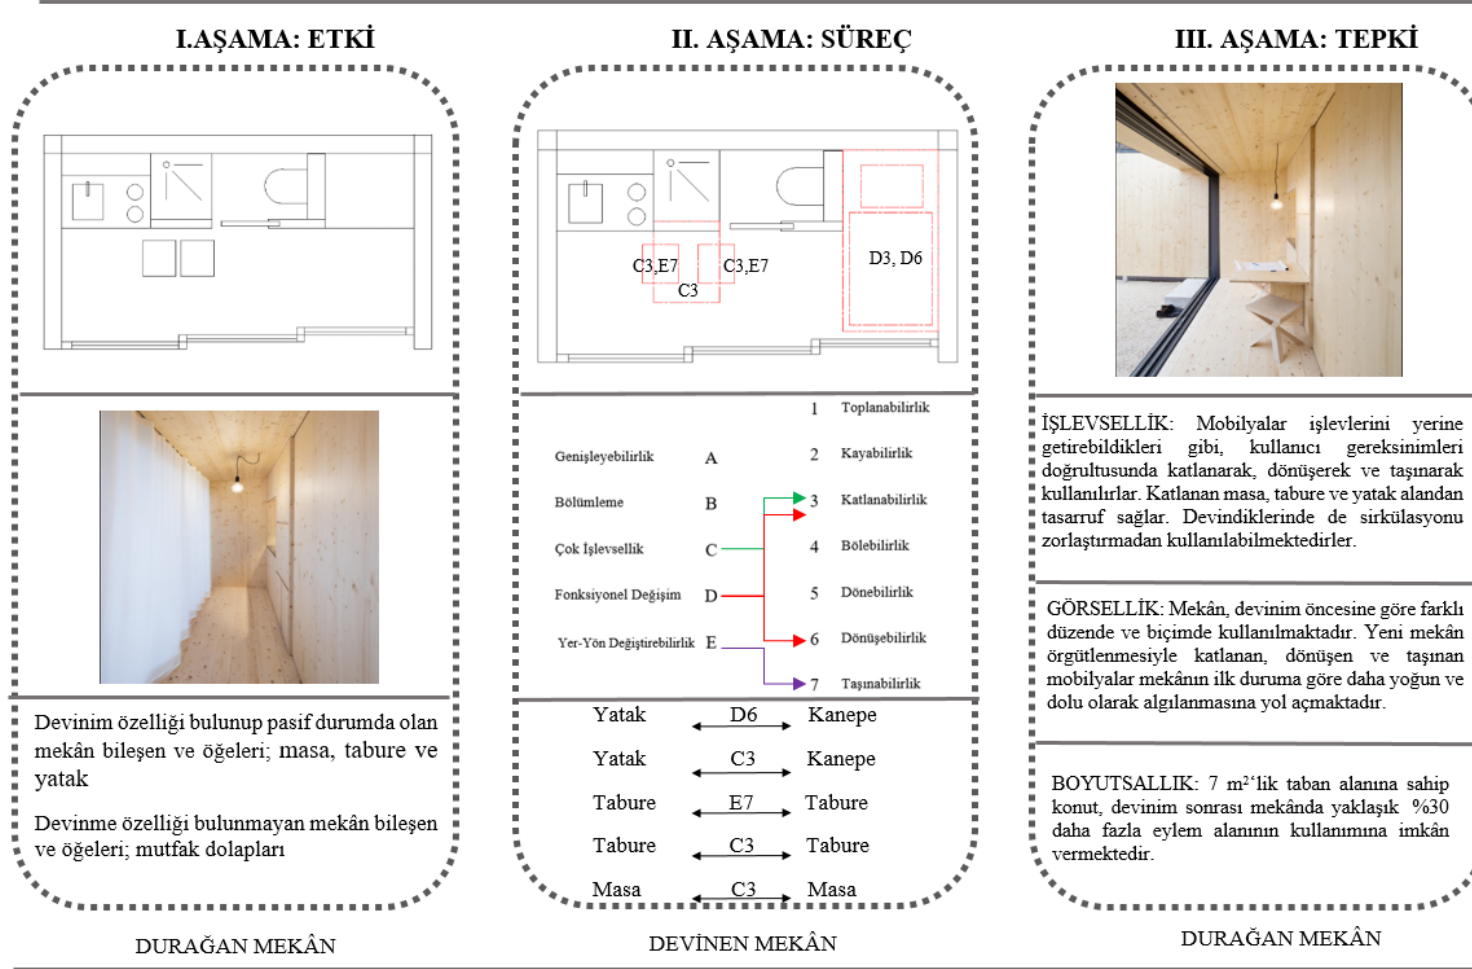 I.AŞAMA: ETKİ
Devinim özelliği bulunup pasif durumda olan
mekân bileşen ve öğeleri; masa, tabure ve
yatak
Devinme özelliği bulunmayan mekân bileşen
ve öğeleri; mutfak dolapları
DURAĞAN MEKÂN
II. AŞAMA: SÜREÇ
C3,E7
C3,E7
C3
D3, D6
1 Toplanabilirlik
Genişleyebilirlik A
2 Kayabilirlik
Bölümleme B
3 Katlanabilirlik
Çok İşlevsellik C
4 Bölebilirlik
Fonksiyonel Değişim D
5 Dönebilirlik
Yer-Yön Değiştirebilirlik E
6 Dönüşebilirlik
7 Taşınabilirlik
Yatak D6 Kanepe
Yatak C3 Kanepe
Tabure E7 Tabure
Tabure C3 Tabure
Masa C3 Masa
DEVİNEN MEKÂN
III. AŞAMA: TEPKİ
İŞLEVSELLİK: Mobilyalar işlevlerini yerine
getirebildikleri gibi, kullanıcı gereksinimleri
doğrultusunda katlanarak, dönüşerek ve taşınarak
kullanılırlar. Katlanan masa, tabure ve yatak alandan
tasarruf sağlar. Devindiklerinde de sirkülasyonu
zorlaştırmadan kullanılabilmektedirler.
GÖRSELLİK: Mekân, devinim öncesine göre farklı
düzende ve biçimde kullanılmaktadır. Yeni mekân
örgütlenmesiyle katlanan, dönüşen ve taşınan
mobilyalar mekânın ilk duruma göre daha yoğun ve
dolu olarak algılanmasına yol açmaktadır.
BOYUTSALLIK: 7 m²‘lik taban alanına sahip
konut, devinim sonrası mekânda yaklaşık %30
daha fazla eylem alanının kullanımına imkân
vermektedir.
DURAĞAN MEKÂN